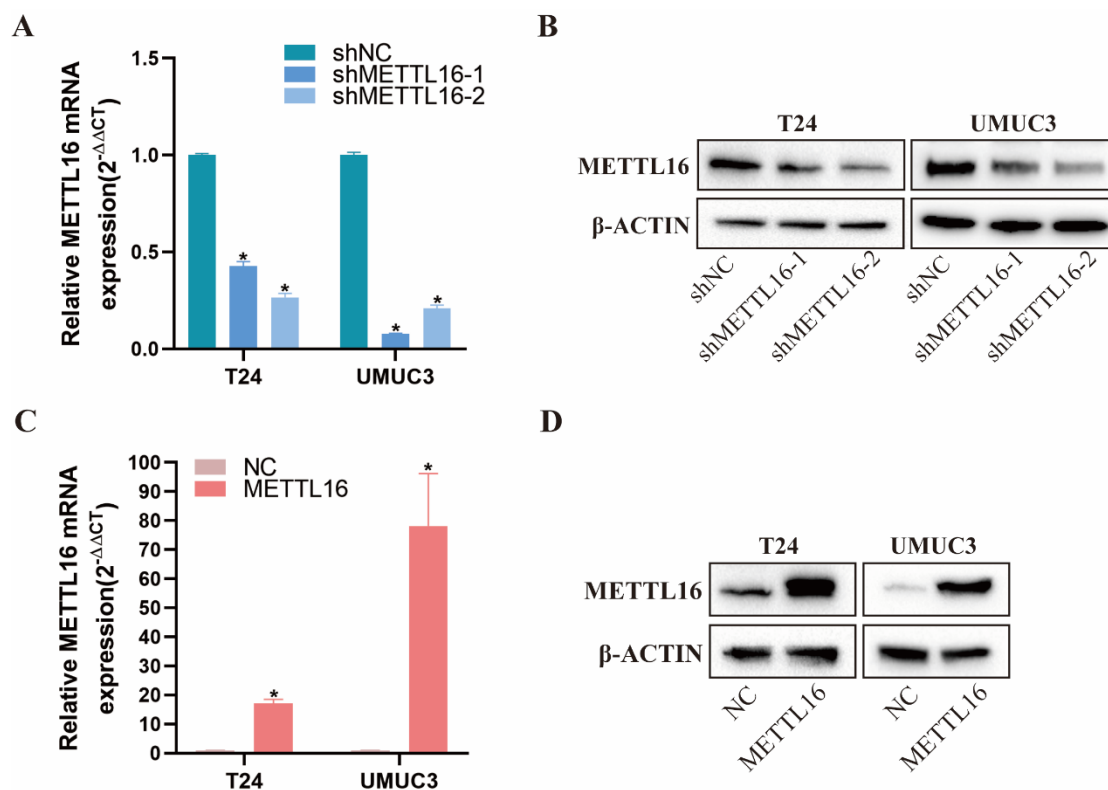 A
Relative METTL16 mRNA
expression(2^-ΔΔCT)
1.5
1.0
0.5
0.0
shNC
shMETTL16-1
shMETTL16-2
*
*
*
*
T24
UMUC3
B
T24
UMUC3
METTL16
β-ACTIN
shNC
shMETTL16-1
shMETTL16-2
shNC
shMETTL16-1
shMETTL16-2
C
Relative METTL16 mRNA
expression(2^-ΔΔCT)
100
90
80
70
60
50
40
30
20
10
0
NC
METTL16
*
*
T24
UMUC3
D
T24
UMUC3
METTL16
β-ACTIN
NC
METTL16
NC
METTL16